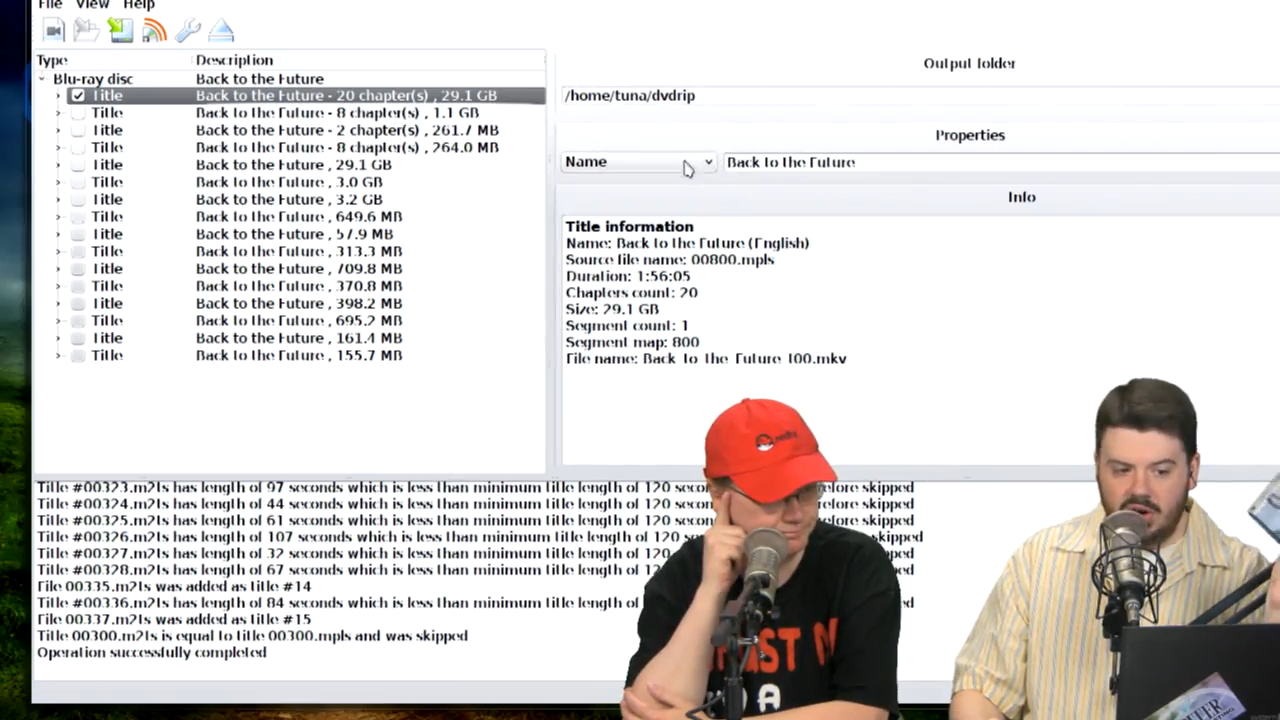 File View Help
Type Description
Blu-ray disc Back to the Future
Title Back to the Future - 20 chapter(s) , 29.1 GB
Title Back to the Future - 8 chapter(s) , 1.1 GB
Title Back to the Future - 2 chapter(s) , 261.7 MB
Title Back to the Future - 8 chapter(s) , 264.0 MB
Title Back to the Future , 29.1 GB
Title Back to the Future , 3.0 GB
Title Back to the Future , 3.2 GB
Title Back to the Future , 649.6 MB
Title Back to the Future , 57.9 MB
Title Back to the Future , 313.3 MB
Title Back to the Future , 709.8 MB
Title Back to the Future , 370.8 MB
Title Back to the Future , 398.2 MB
Title Back to the Future , 695.2 MB
Title Back to the Future , 161.4 MB
Title Back to the Future , 155.7 MB
Output folder
/home/tuna/dvdrip
Properties
Name Back to the Future
Info
Title information
Name: Back to the Future (English)
Source file name: 00800.mpls
Duration: 1:56:05
Chapters count: 20
Size: 29.1 GB
Segment count: 1
Segment map: 800
File name: Back_to_the_Future_t00.mkv
Title #00323.m2ts has length of 97 seconds which is less than minimum title length of 120 skipped
Title #00324.m2ts has length of 44 seconds which is less than minimum title length of 120 skipped
Title #00325.m2ts has length of 61 seconds which is less than minimum title length of 120 skipped
Title #00326.m2ts has length of 107 seconds which is less than minimum title length of 120 skipped
Title #00327.m2ts has length of 32 seconds which is less than minimum title length of 120 skipped
Title #00328.m2ts has length of 67 seconds which is less than minimum title length of 120 skipped
File 00335.m2ts was added as title #14
Title #00336.m2ts has length of 84 seconds which is less than minimum title length of skipped
File 00337.m2ts was added as title #15
Title 00300.m2ts is equal to title 00300.mpls and was skipped
Operation successfully completed